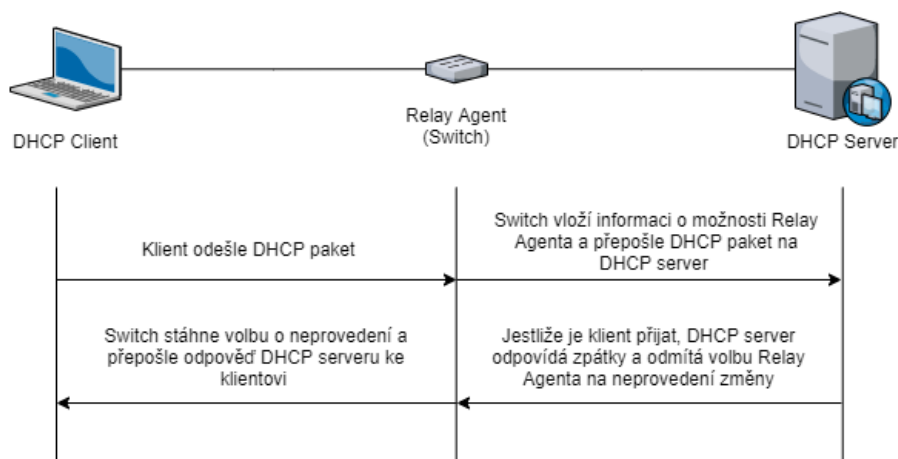 DHCP Client
Relay Agent
(Switch)
DHCP Server
Klient odešle DHCP paket
Switch vloží informaci o možnosti Relay
Agenta a přepošle DHCP paket na
DHCP server
Switch stáhne volbu o neprovedení a
přepošle odpověď DHCP serveru ke
klientovi
Jestliže je klient přijat, DHCP server
odpovídá zpátky a odmítá volbu Relay
Agenta na neprovedení změny